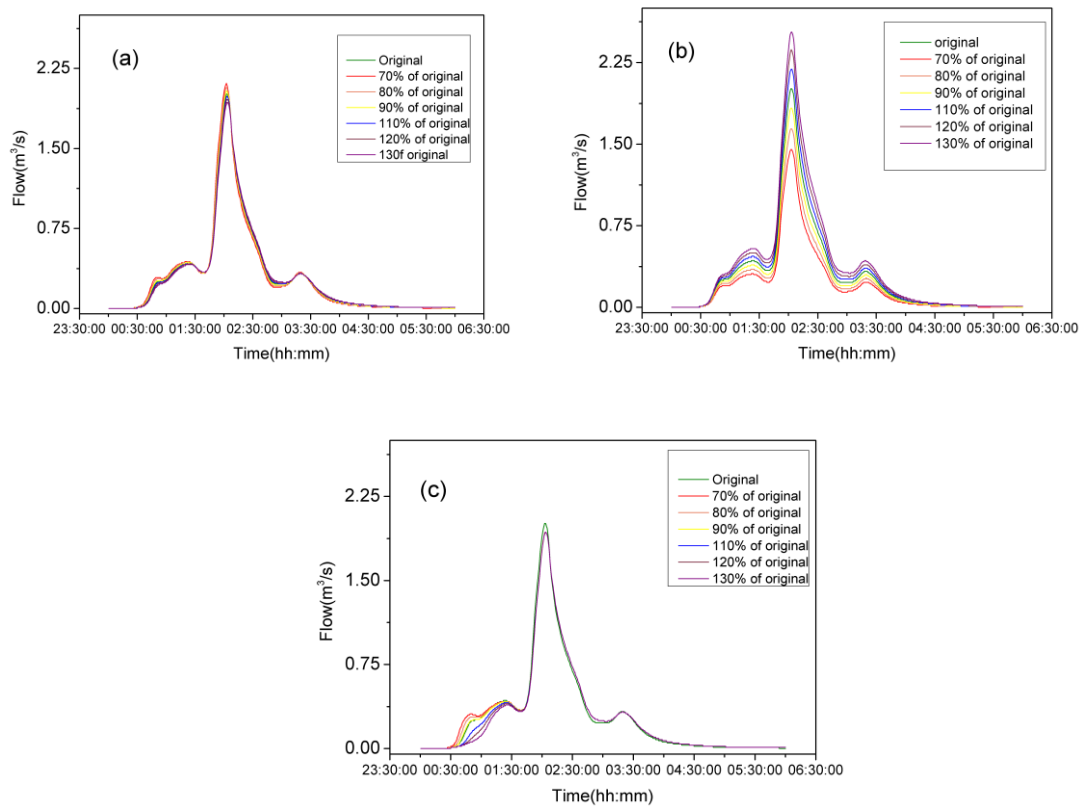 (a)
Original
70% of original
80% of original
90% of original
110% of original
120% of original
130f original
Flow(m³/s)
2.25
1.50
0.75
0.00
23:30:00 00:30:00 01:30:00 02:30:00 03:30:00 04:30:00 05:30:00 06:30:00
Time(hh:mm)
(b)
original
70% of original
80% of original
90% of original
110% of original
120% of original
130% of original
Flow(m³/s)
2.25
1.50
0.75
0.00
23:30:00 00:30:00 01:30:00 02:30:00 03:30:00 04:30:00 05:30:00 06:30:00
Time(hh:mm)
(c)
Original
70% of original
80% of original
90% of original
110% of original
120% of original
130% of original
Flow(m³/s)
2.25
1.50
0.75
0.00
23:30:00 00:30:00 01:30:00 02:30:00 03:30:00 04:30:00 05:30:00 06:30:00
Time(hh:mm)